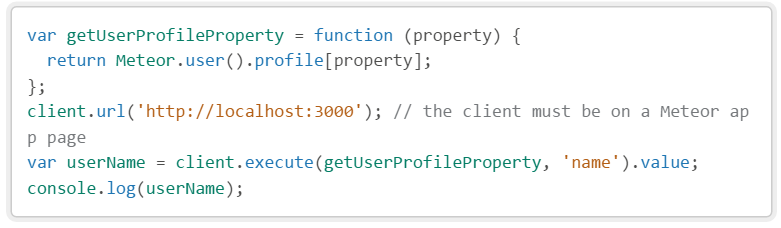 var getUserProfileProperty = function (property) {
  return Meteor.user().profile[property];
};
client.url('http://localhost:3000'); // the client must be on a Meteor ap
p page
var userName = client.execute(getUserProfileProperty, 'name').value;
console.log(userName);